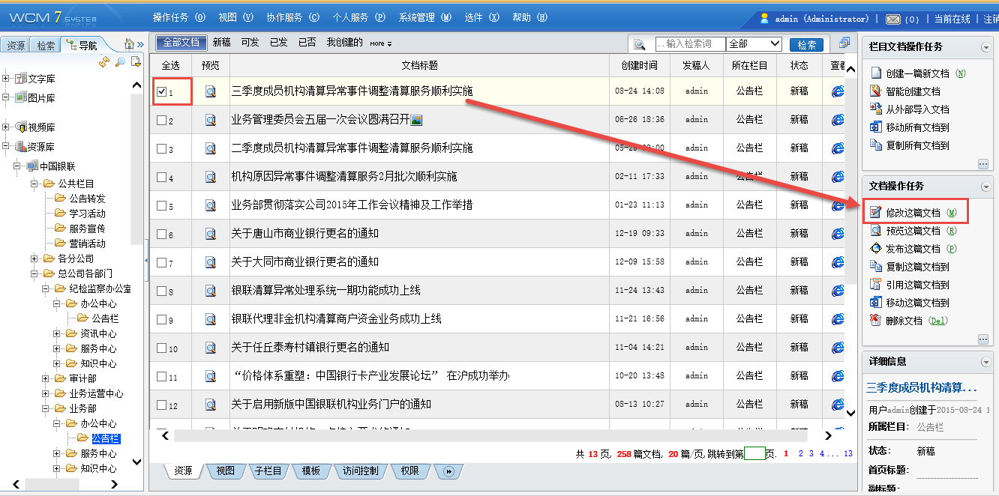 WCM 7 SYSTEM
操作任务 (O) 视图 (V) 协作服务 (C) 个人服务 (P) 系统管理 (M) 选件 (X) 帮助 (H)
admin (Administrator) | (0) | 当前在线 | 注销
资源 检索 导航 »
文字库
图片库
视频库
资源库
中国银联
公共栏目
公告转发
学习活动
服务宣传
营销活动
各分公司
总公司各部门
纪检监察办公室
办公中心
公告栏
资讯中心
服务中心
知识中心
审计部
业务运营中心
业务部
办公中心
公告栏
服务中心
知识中心
全部文档 新稿 可发 已发 已否 我创建的 More
..输入检索词 全部 检索
全选 预览 文档标题 创建时间 发稿人 所在栏目 状态 查看
1 三季度成员机构清算异常事件调整清算服务顺利实施 08-24 14:08 admin 公告栏 新稿
2 业务管理委员会五届一次会议圆满召开 06-26 18:36 admin 公告栏 新稿
3 二季度成员机构清算异常事件调整清算服务顺利实施 admin 公告栏 新稿
4 机构原因异常事件调整清算服务2月批次顺利实施 02-11 17:33 admin 公告栏 新稿
5 业务部贯彻落实公司2015年工作会议精神及工作举措 01-23 11:13 admin 公告栏 新稿
6 关于唐山市商业银行更名的通知 12-19 09:33 admin 公告栏 新稿
7 关于大同市商业银行更名的通知 12-09 15:58 admin 公告栏 新稿
8 银联清算异常处理系统一期功能成功上线 11-24 13:43 admin 公告栏 新稿
9 银联代理非金机构清算商户资金业务成功上线 11-21 16:56 admin 公告栏 新稿
10 关于任丘泰寿村镇银行更名的通知 11-04 14:21 admin 公告栏 新稿
11 “价格体系重塑：中国银行卡产业发展论坛” 在沪成功举办 10-20 13:48 admin 公告栏 新稿
12 关于启用新版中国银联机构业务门户的通知 08-13 10:27 admin 公告栏 新稿
共 13 页, 258 篇文档, 20 篇/页,跳转到第 页. 1 2 3 4... 13
资源 视图 子栏目 模板 访问控制 权限
栏目文档操作任务
创建一篇新文档 (N)
智能创建文档
从外部导入文档
移动所有文档到
复制所有文档到
文档操作任务
修改这篇文档 (M)
预览这篇文档 (R)
发布这篇文档 (P)
复制这篇文档到
引用这篇文档到
移动这篇文档到
删除文档 (Del)
详细信息
三季度成员机构清算...
用户admin创建于2015-08-24 1
所属栏目: 公告栏
状态: 新稿
首页标题:
副标题: